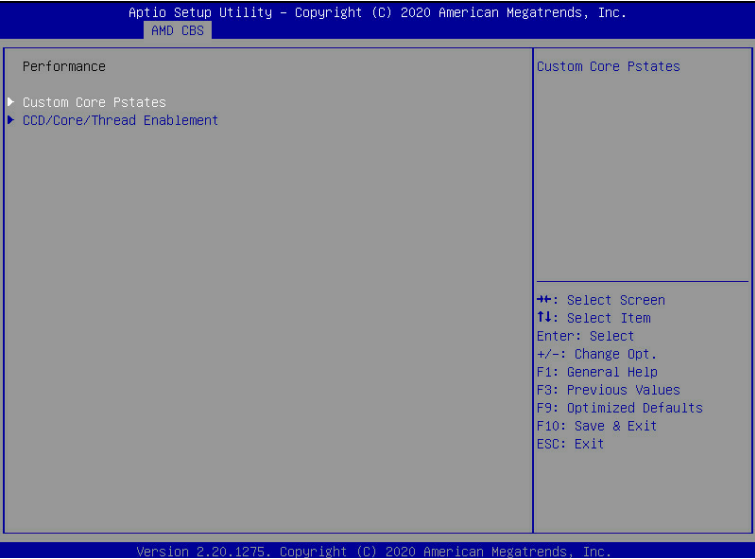 Aptio Setup Utility – Copyright (C) 2020 American Megatrends, Inc.
AMD CBS
Performance
Custom Core Pstates
CCD/Core/Thread Enablement
Custom Core Pstates
→←: Select Screen
↑↓: Select Item
Enter: Select
+/-: Change Opt.
F1: General Help
F3: Previous Values
F9: Optimized Defaults
F10: Save & Exit
ESC: Exit
Version 2.20.1275. Copyright (C) 2020 American Megatrends, Inc.